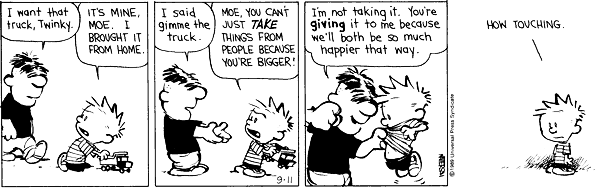 I want that
truck, Twinky.
IT'S MINE,
MOE. I
BROUGHT IT
FROM HOME.
I said
gimme the
truck.
MOE, YOU CAN'T
JUST TAKE
THINGS FROM
PEOPLE BECAUSE
YOU'RE BIGGER!
9-11
I'm not taking it. You're
giving it to me, because
we'll both be so much
happier that way.
WATTERSON
© 1989 Universal Press Syndicate
HOW TOUCHING.